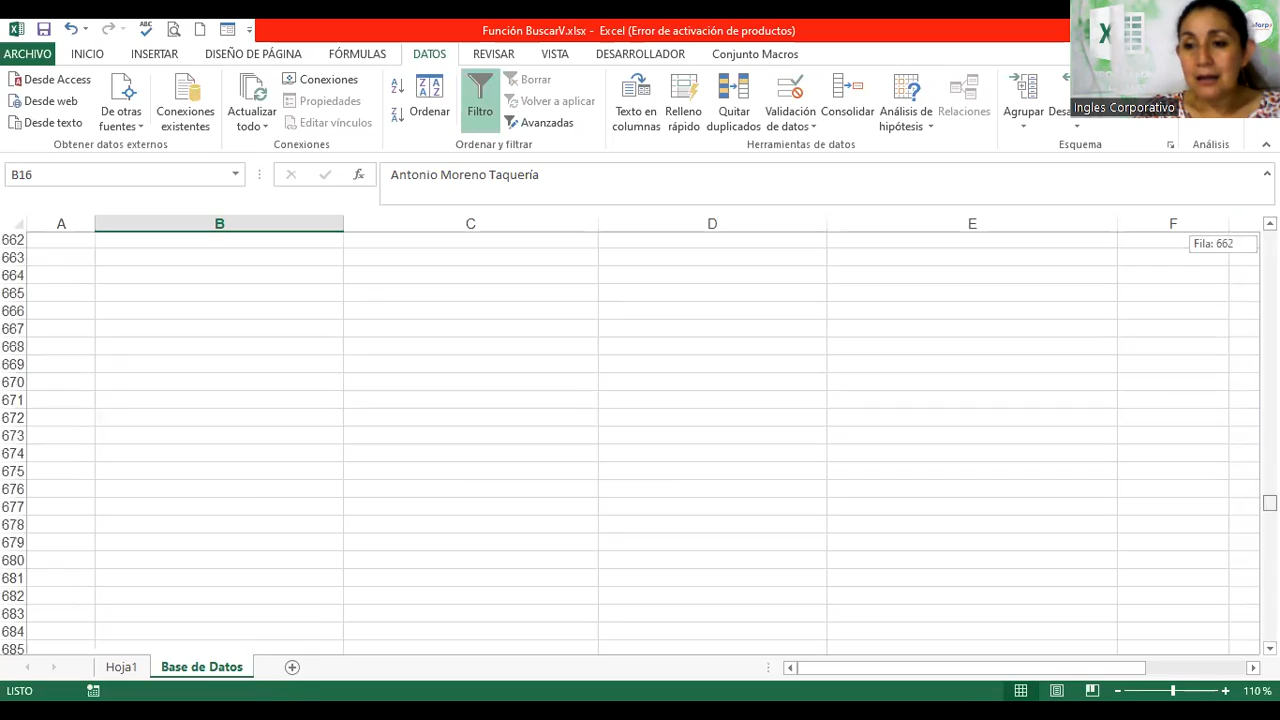 Función BuscarV.xlsx - Excel (Error de activación de productos)
ARCHIVO INICIO INSERTAR DISEÑO DE PÁGINA FÓRMULAS DATOS REVISAR VISTA DESARROLLADOR Conjunto Macros
Desde Access
Desde web
Desde texto
De otras fuentes
Conexiones existentes
Obtener datos externos
Actualizar todo
Conexiones
Propiedades
Editar vínculos
Conexiones
Ordenar
Filtro
Borrar
Volver a aplicar
Avanzadas
Ordenar y filtrar
Texto en columnas
Relleno rápido
Quitar duplicados
Validación de datos
Consolidar
Análisis de hipótesis
Relaciones
Herramientas de datos
Agrupar
Esquema
Análisis
Ingles Corporativo
B16
fx
Antonio Moreno Taquería
A B C D E F
Fila: 662
662
663
664
665
666
667
668
669
670
671
672
673
674
675
676
677
678
679
680
681
682
683
684
685
Hoja1 Base de Datos
LISTO
110 %